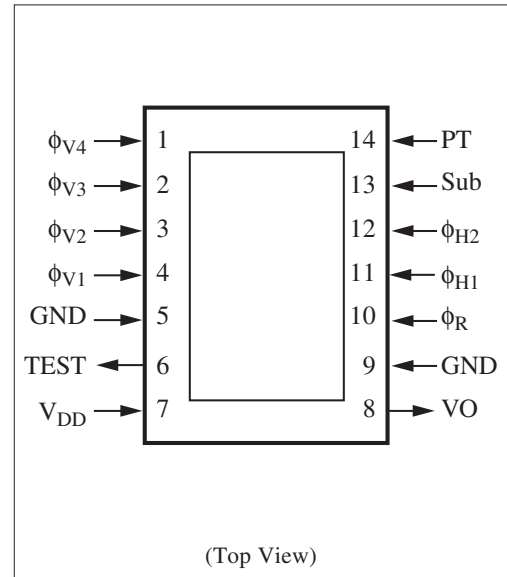 ϕV4 1 14 PT
ϕV3 2 13 Sub
ϕV2 3 12 ϕH2
ϕV1 4 11 ϕH1
GND 5 10 ϕR
TEST 6 9 GND
VDD 7 8 VO
(Top View)